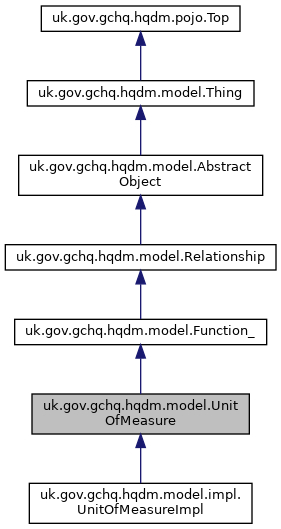 uk.gov.gchq.hqdm.pojo.Top
uk.gov.gchq.hqdm.model.Thing
uk.gov.gchq.hqdm.model.Abstract
Object
uk.gov.gchq.hqdm.model.Relationship
uk.gov.gchq.hqdm.model.Function_
uk.gov.gchq.hqdm.model.Unit
OfMeasure
uk.gov.gchq.hqdm.model.impl.
UnitOfMeasureImpl